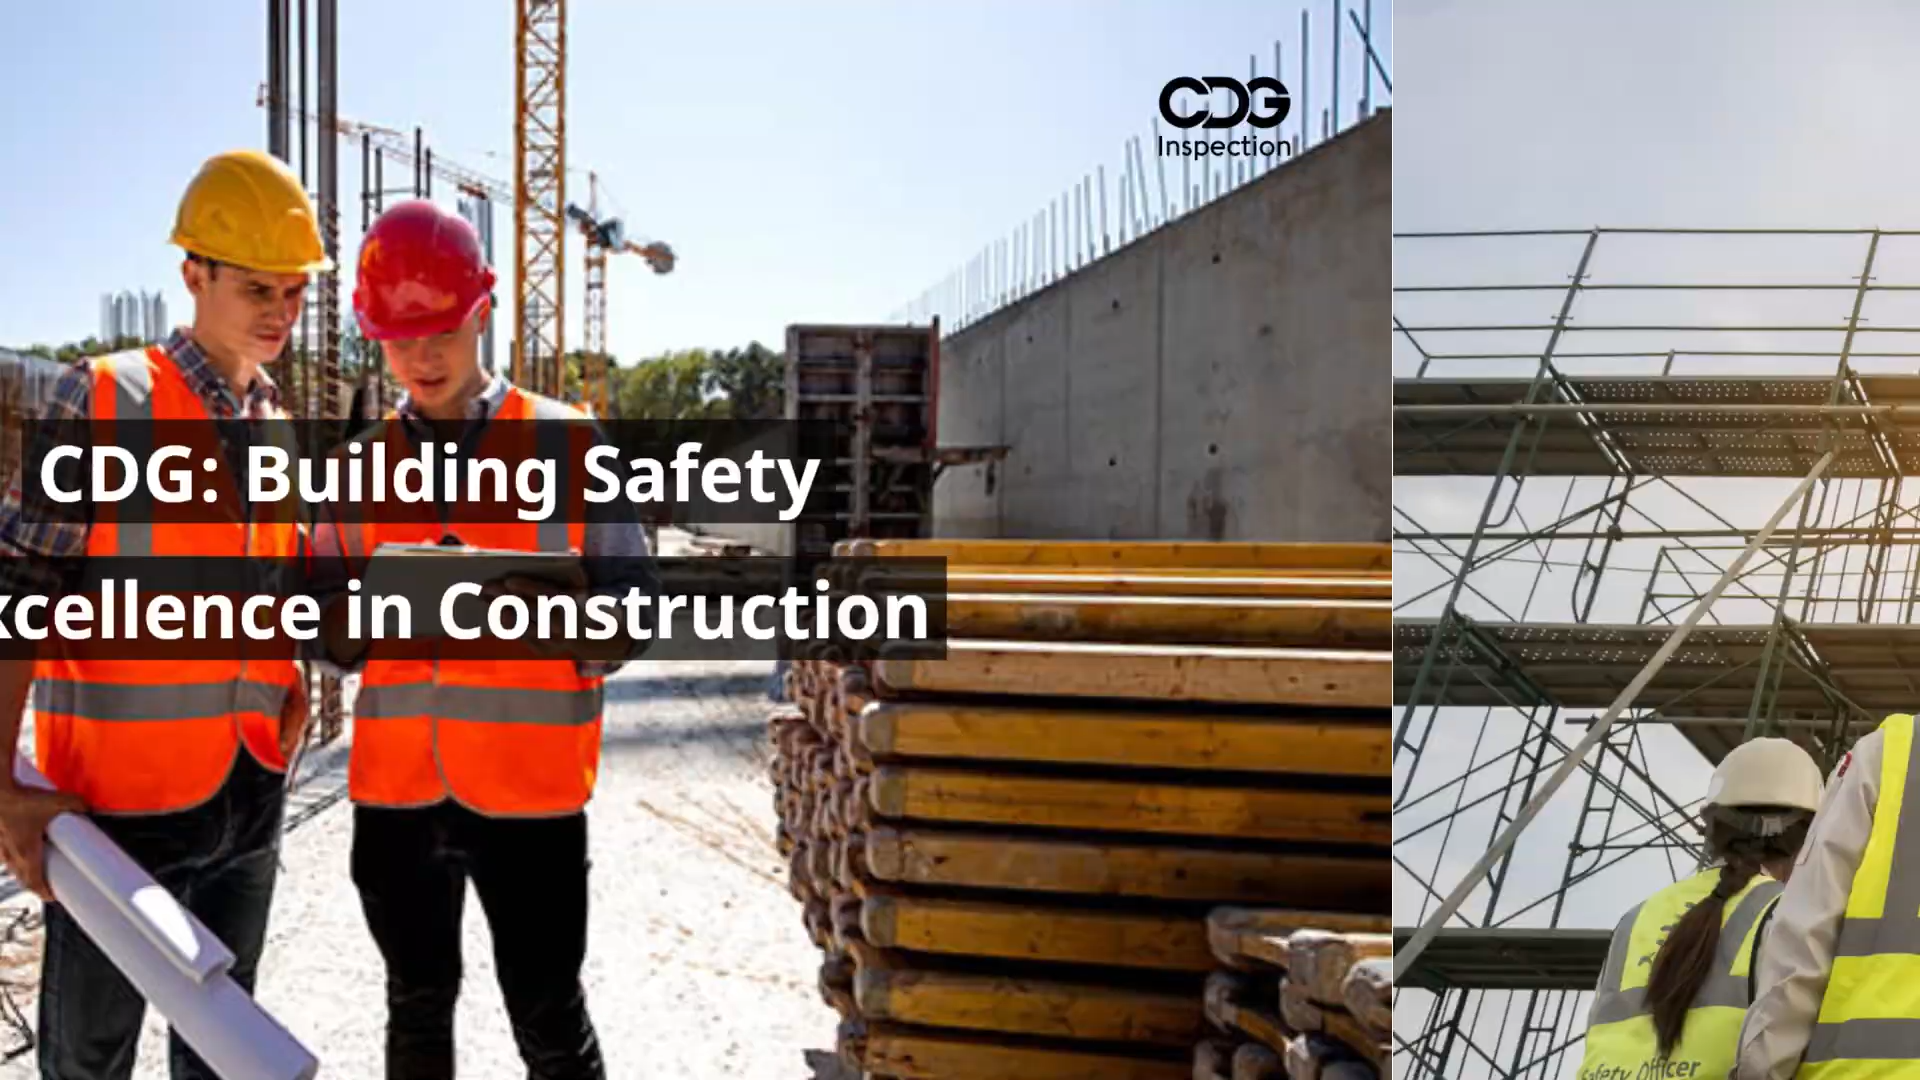 CDG
Inspection
CDG: Building Safety
xcellence in Construction
Safety Officer